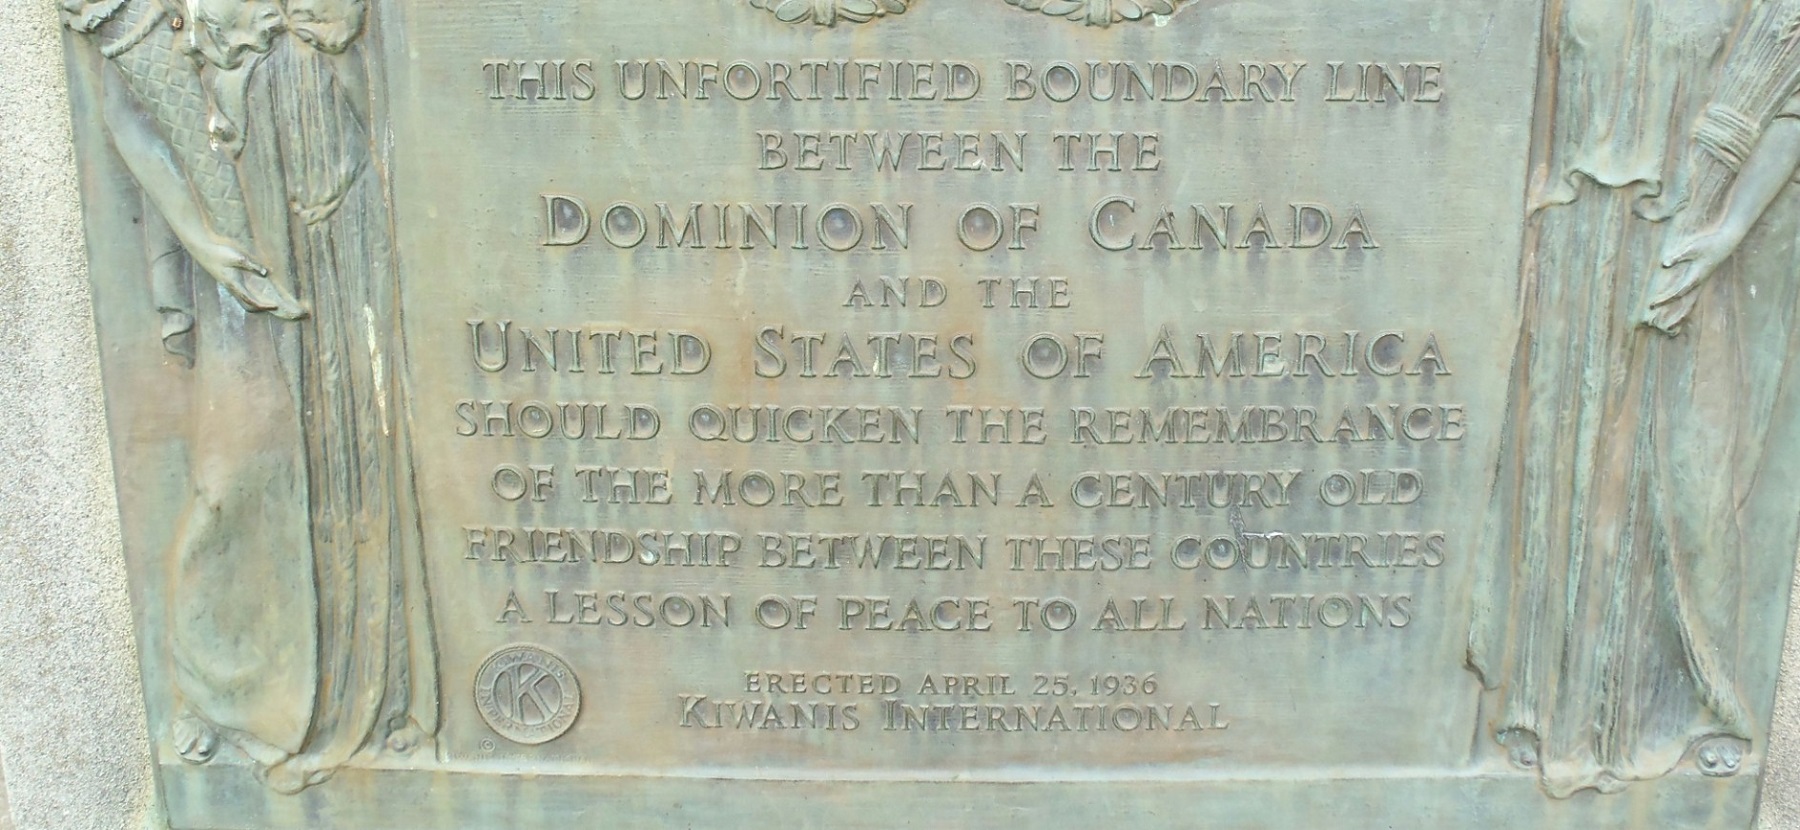 THIS UNFORTIFIED BOUNDARY LINE
BETWEEN THE
DOMINION OF CANADA
AND THE
UNITED STATES OF AMERICA
SHOULD QUICKEN THE REMEMBRANCE
OF THE MORE THAN A CENTURY OLD
FRIENDSHIP BETWEEN THESE COUNTRIES
A LESSON OF PEACE TO ALL NATIONS
ERECTED APRIL 25, 1936
KIWANIS INTERNATIONAL
KIWANIS
K
INTERNATIONAL
©